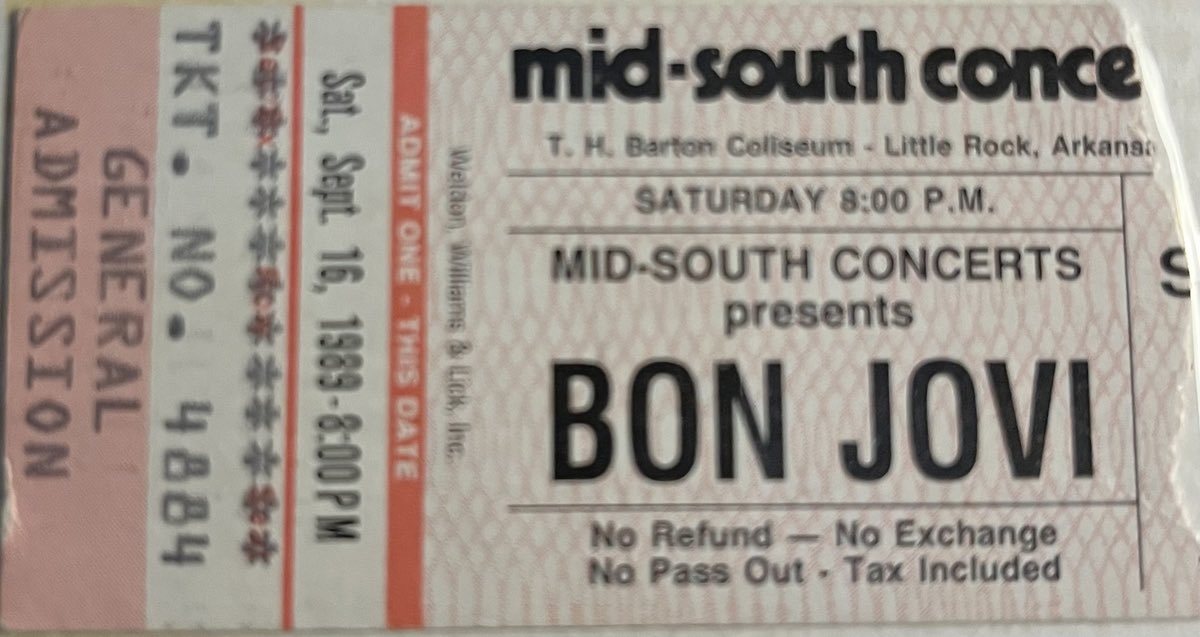 GENERAL
ADMISSION
TKT. NO. 4884
***************
Sat., Sept. 16, 1989 - 8:00 PM
ADMIT ONE - THIS DATE
Weldon, Williams & Lick, Inc.
mid-south conce
T. H. Barton Coliseum - Little Rock, Arkansa
SATURDAY 8:00 P.M.
MID-SOUTH CONCERTS
presents
BON JOVI
No Refund — No Exchange
No Pass Out - Tax Included
S